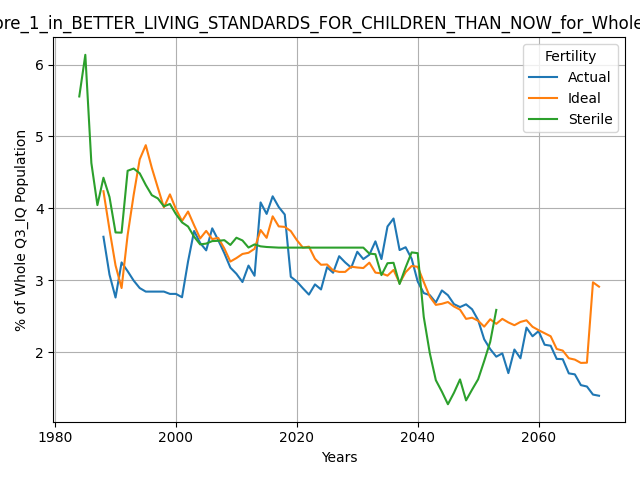 ore_1_in_BETTER_LIVING_STANDARDS_FOR_CHILDREN_THAN_NOW_for_Whole
Fertility
Actual
Ideal
Sterile
% of Whole Q3_IQ Population
6
5
4
3
2
1980
2000
2020
2040
2060
Years